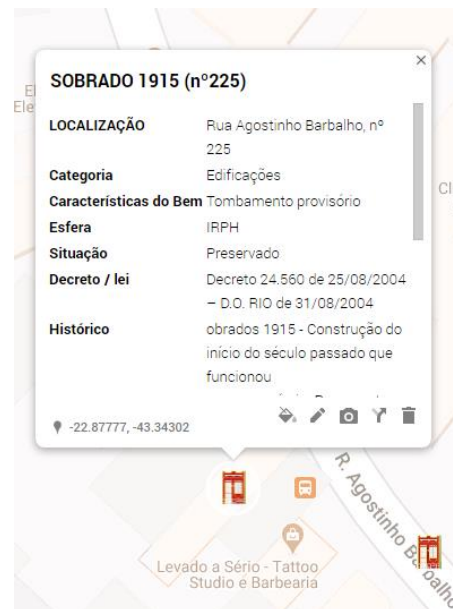 SOBRADO 1915 (nº225)
LOCALIZAÇÃO Rua Agostinho Barbalho, nº
225
Categoria Edificações
Características do Bem Tombamento provisório
Esfera IRPH
Situação Preservado
Decreto / lei Decreto 24.560 de 25/08/2004
– D.O. RIO de 31/08/2004
Histórico obrados 1915 - Construção do
início do século passado que
funcionou
-22.87777, -43.34302
R. Agostinho Barbalho
Levado a Sério - Tattoo
Studio e Barbearia